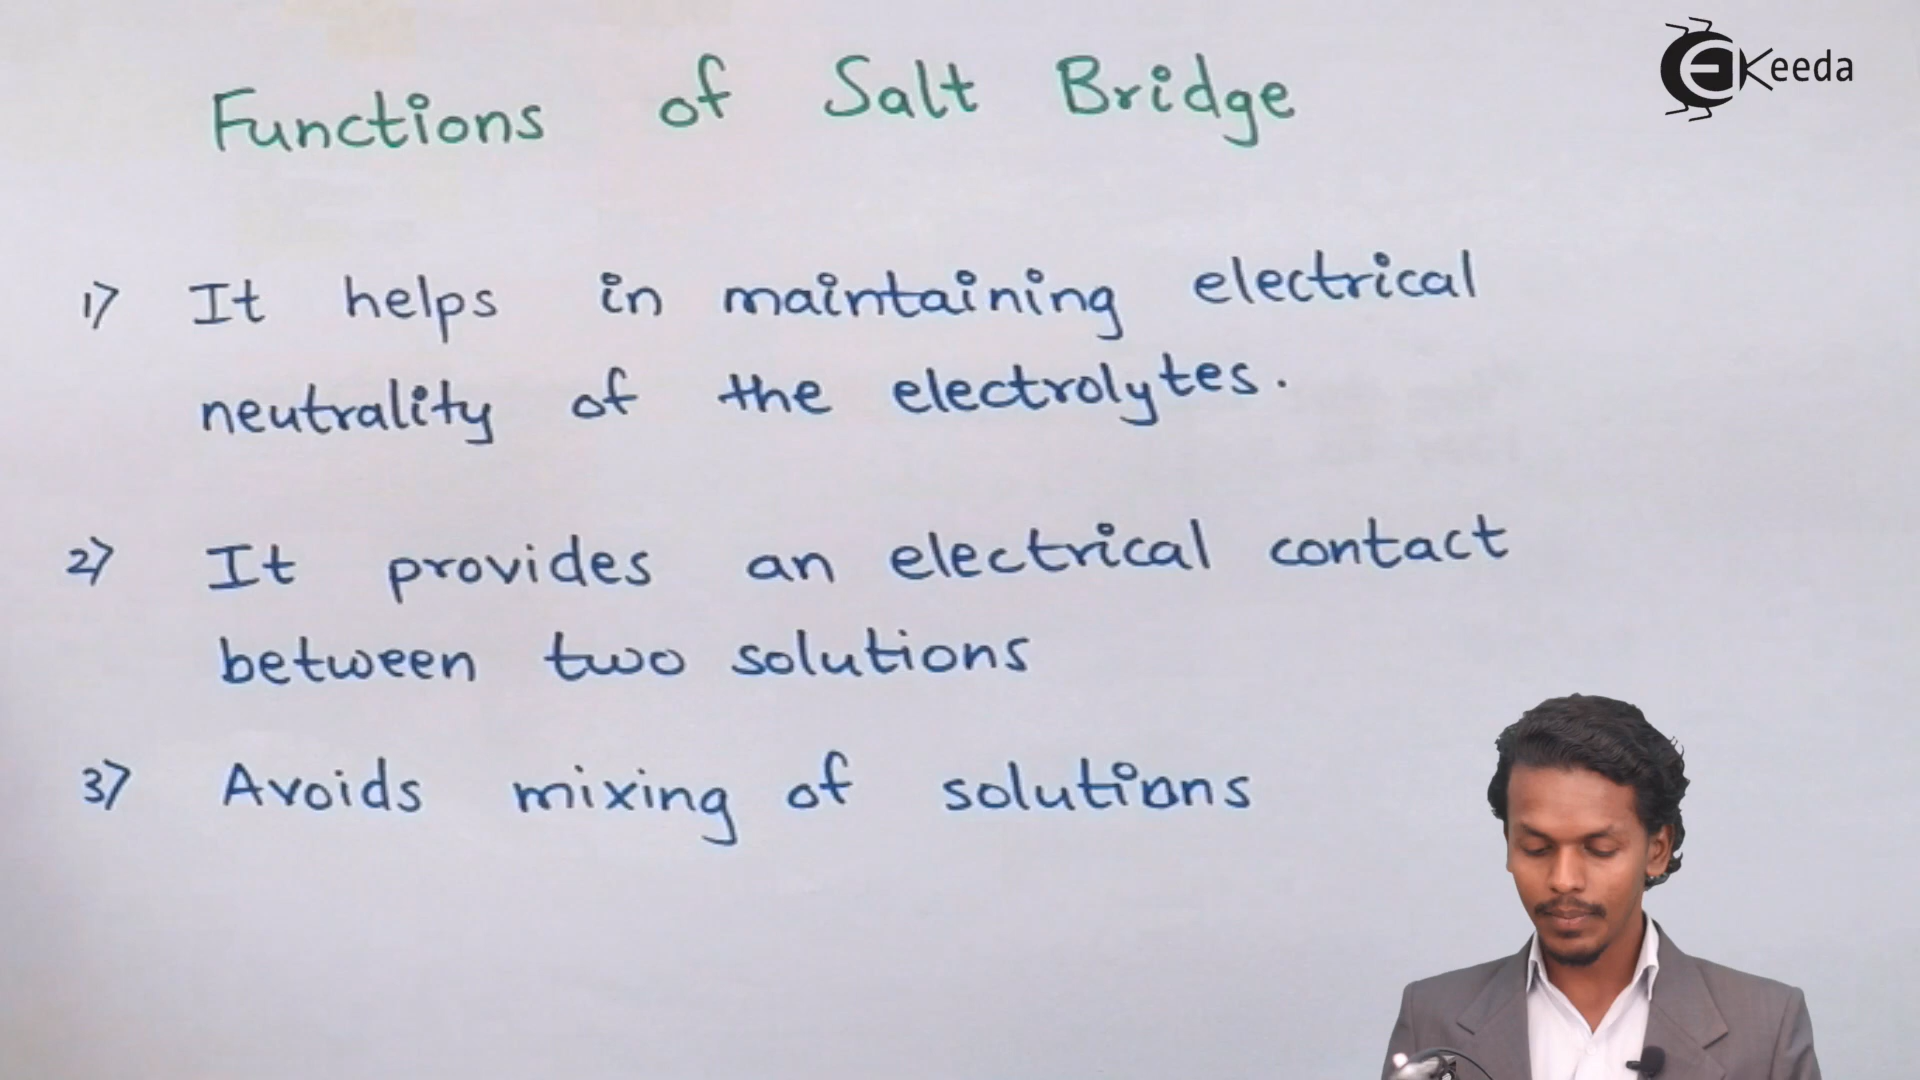 Functions of Salt Bridge
EKeeda
1) It helps in maintaining electrical
neutrality of the electrolytes.
2) It provides an electrical contact
between two solutions
3) Avoids mixing of solutions